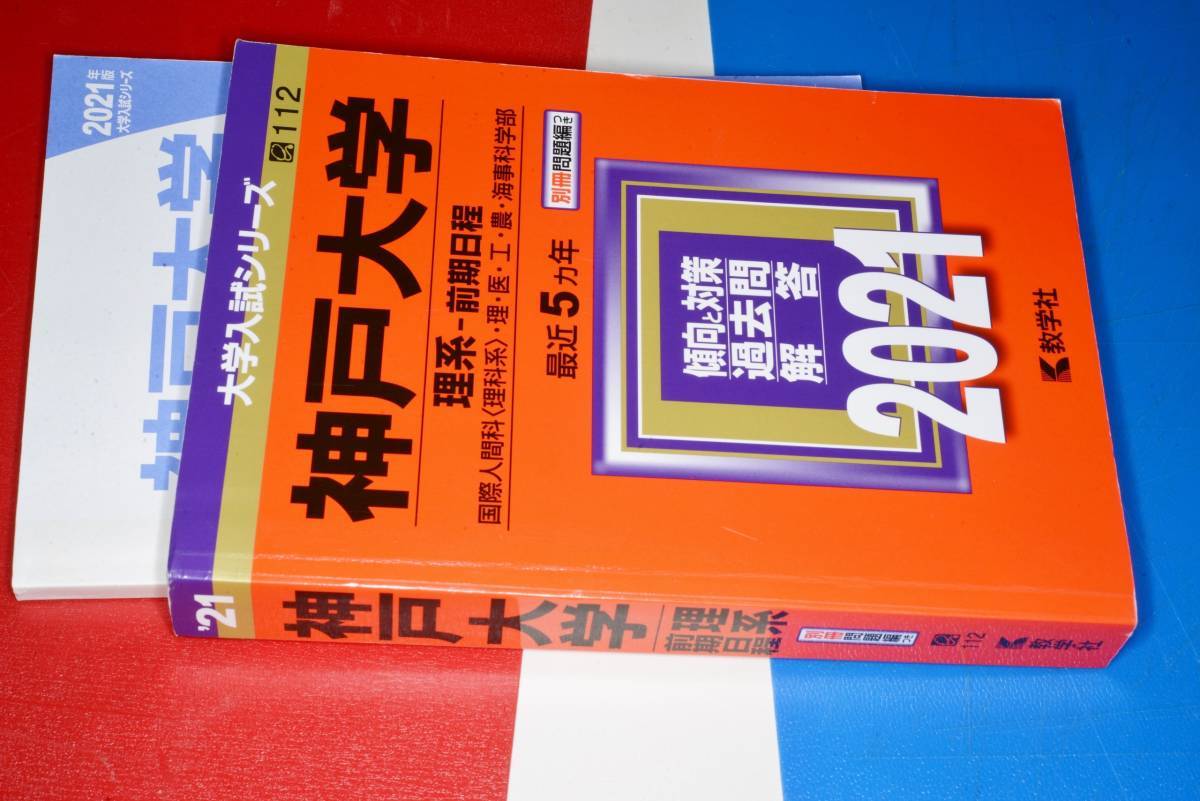 2021年版
大学入試シリーズ
神戸大学
大学入試シリーズ
112
神戸大学
理系-前期日程
国際人間科〈理科系〉・理・医・工・農・海事科学部
最近5カ年
別冊問題編つき
傾向と対策
過去問
解答
2021
教学社
'21
神戸大学
理系
前期日程
別冊問題編つき
112
教学社